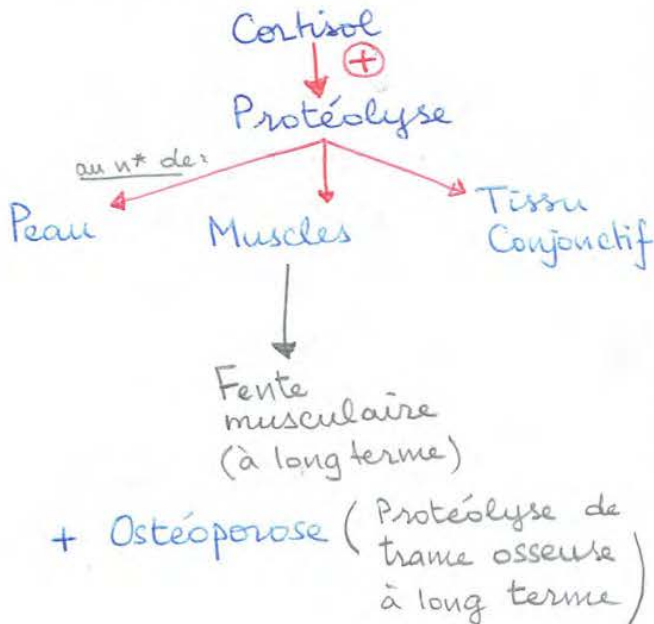 Cortisol
+
Protéolyse
au n* de:
Peau Muscles Tissu
Conjonctif
Fente
musculaire
(à long terme)
+ Ostéoporose (Protéolyse de
trame osseuse
à long terme)